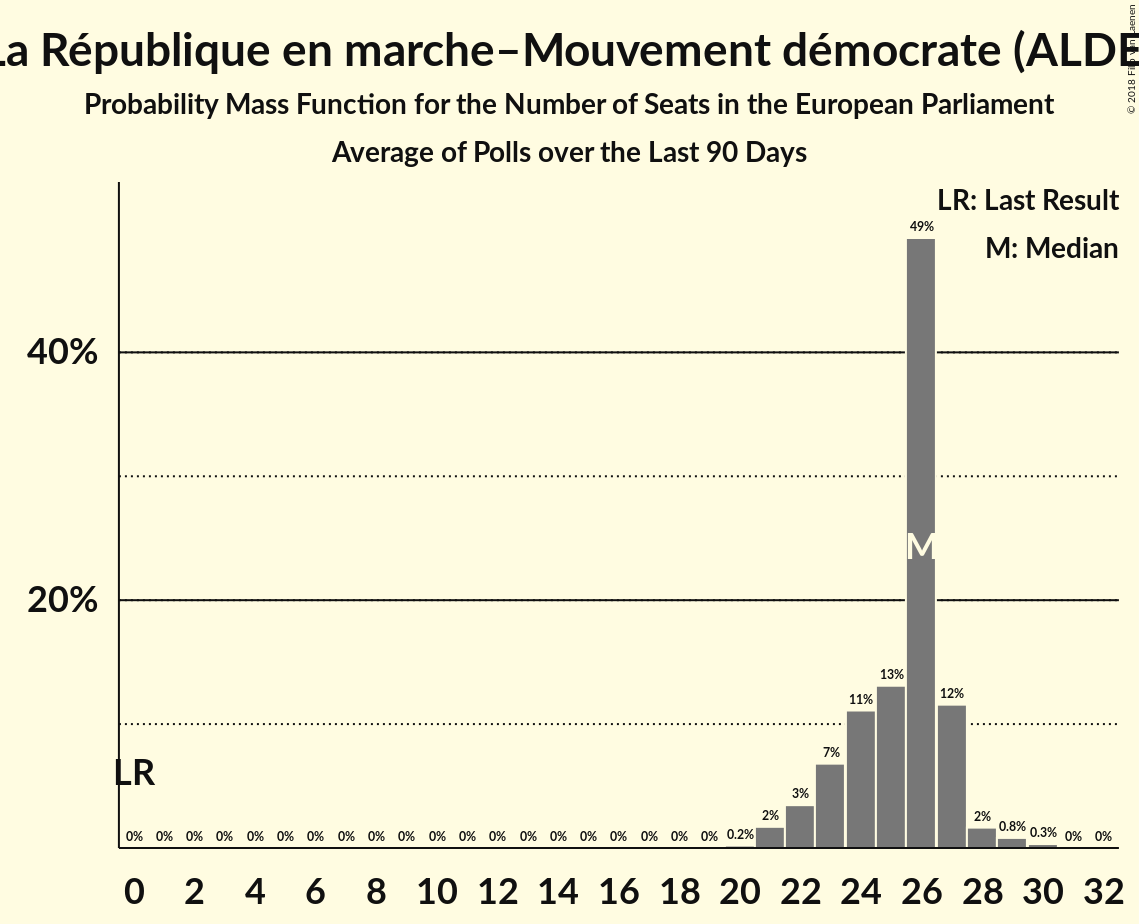 La République en marche–Mouvement démocrate (ALDE
Probability Mass Function for the Number of Seats in the European Parliament
Average of Polls over the Last 90 Days
© 2018 Filip van Laenen
LR: Last Result
M: Median
49%
40%
M
20%
13%
11%
12%
7%
LR
3%
2%
2%
0% 0% 0% 0% 0% 0% 0% 0% 0% 0% 0% 0% 0% 0% 0% 0% 0% 0% 0% 0% 0.2% 0.8% 0.3% 0% 0%
0 2 4 6 8 10 12 14 16 18 20 22 24 26 28 30 32